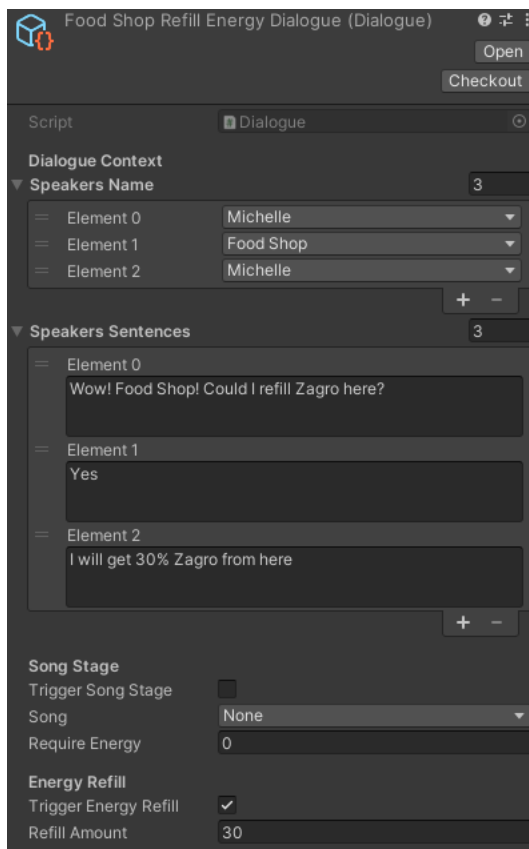 Food Shop Refill Energy Dialogue (Dialogue)
Open
Checkout
Script Dialogue
Dialogue Context
Speakers Name 3
Element 0 Michelle
Element 1 Food Shop
Element 2 Michelle
+ −
Speakers Sentences 3
Element 0
Wow! Food Shop! Could I refill Zagro here?
Element 1
Yes
Element 2
I will get 30% Zagro from here
+ −
Song Stage
Trigger Song Stage
Song None
Require Energy 0
Energy Refill
Trigger Energy Refill
Refill Amount 30